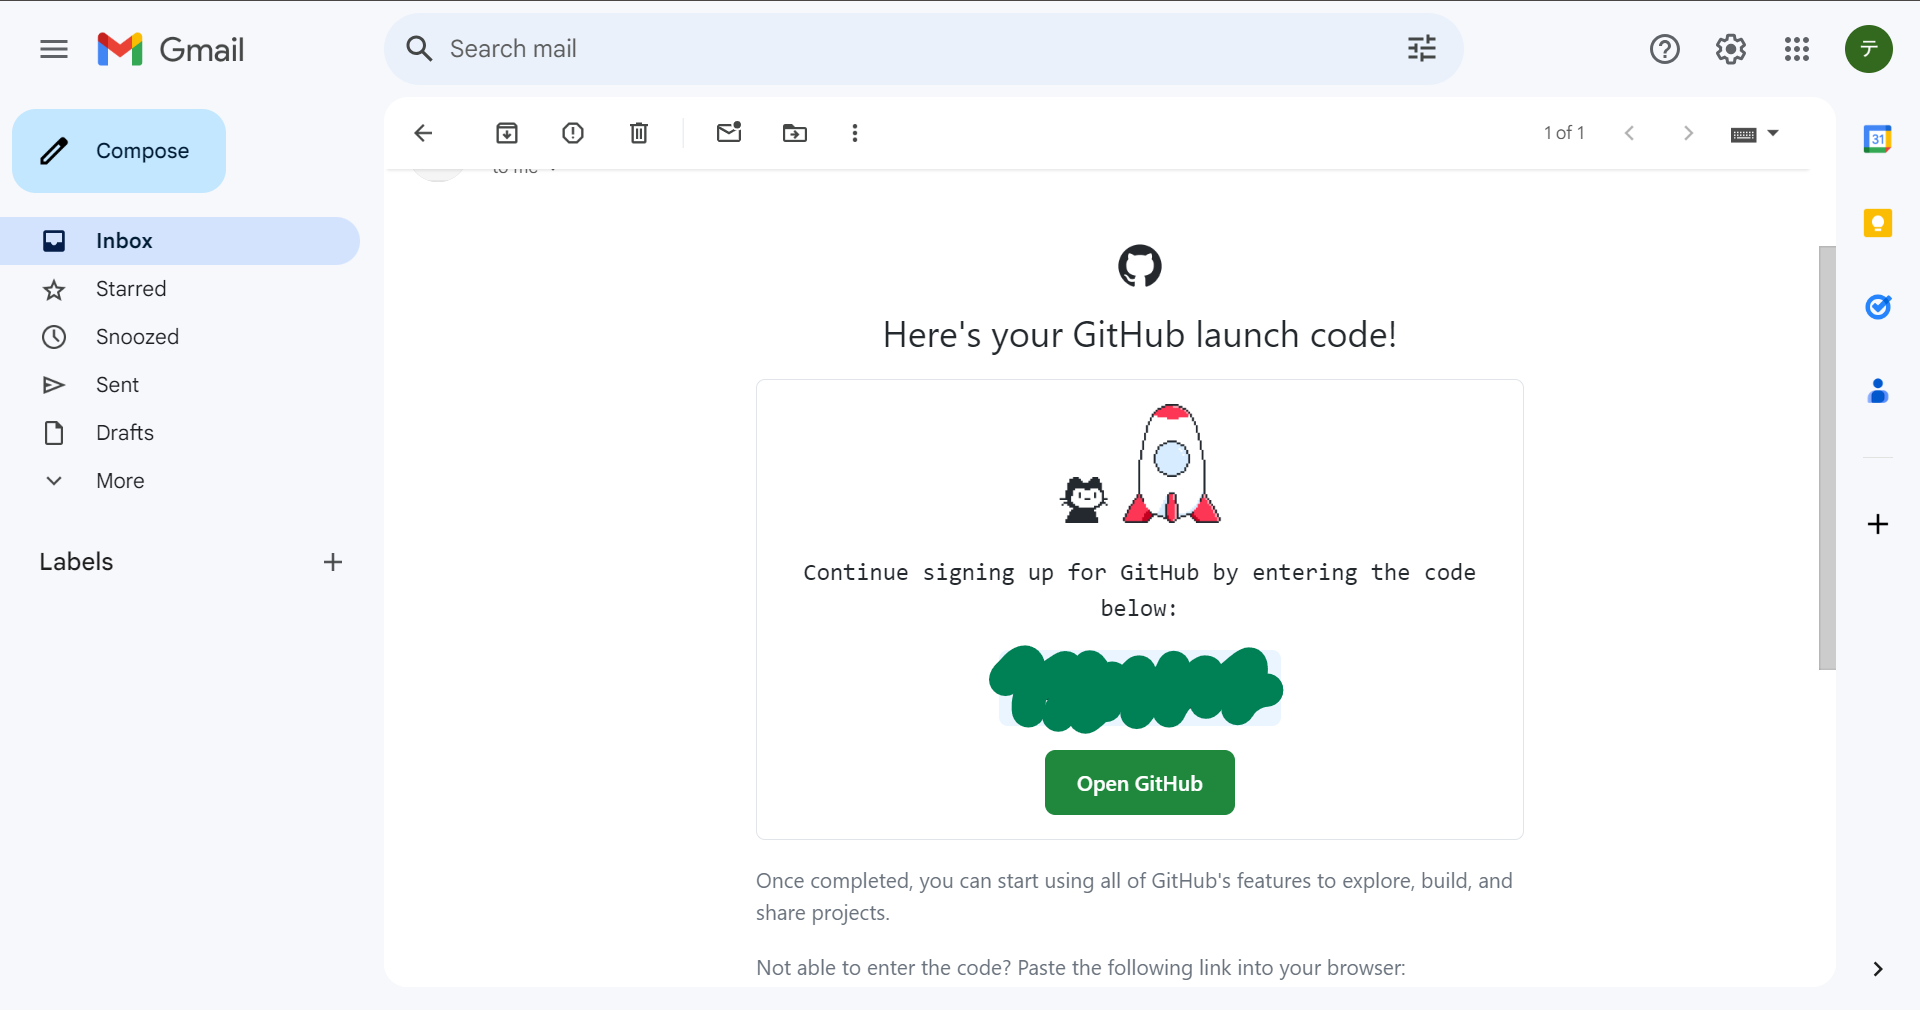 Gmail
Search mail
テ
Compose
1 of 1
31
to me
Inbox
Starred
Snoozed
Sent
Drafts
More
Labels
Here's your GitHub launch code!
Continue signing up for GitHub by entering the code
below:
Open GitHub
Once completed, you can start using all of GitHub's features to explore, build, and
share projects.
Not able to enter the code? Paste the following link into your browser: